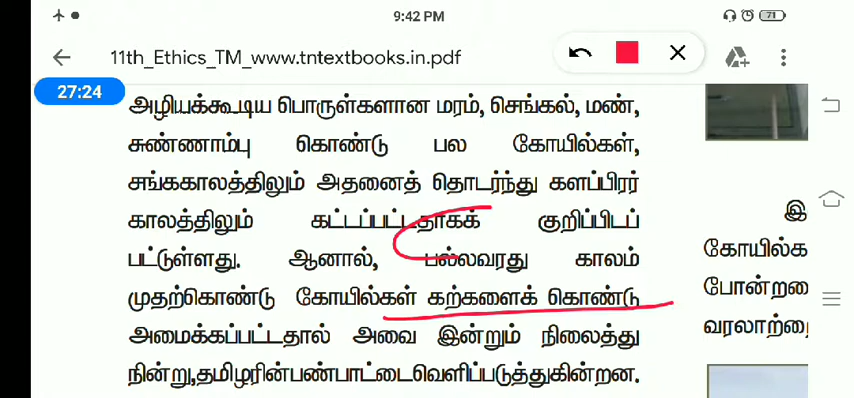 9:42 PM
71
11th_Ethics_TM_www.tntextbooks.in.pdf
27:24
அழியக்கூடிய பொருள்களான மரம், செங்கல், மண்,
சுண்ணாம்பு கொண்டு பல கோயில்கள்,
சங்ககாலத்திலும் அதனைத் தொடர்ந்து களப்பிரர்
காலத்திலும் கட்டப்பட்டதாகக் குறிப்பிடப்
பட்டுள்ளது. ஆனால், பல்லவரது காலம்
முதற்கொண்டு கோயில்கள் கற்களைக் கொண்டு
அமைக்கப்பட்டதால் அவை இன்றும் நிலைத்து
நின்று,தமிழரின்பண்பாட்டைவெளிப்படுத்துகின்றன.
இ
கோயில்க
போன்றவை
வரலாற்றை